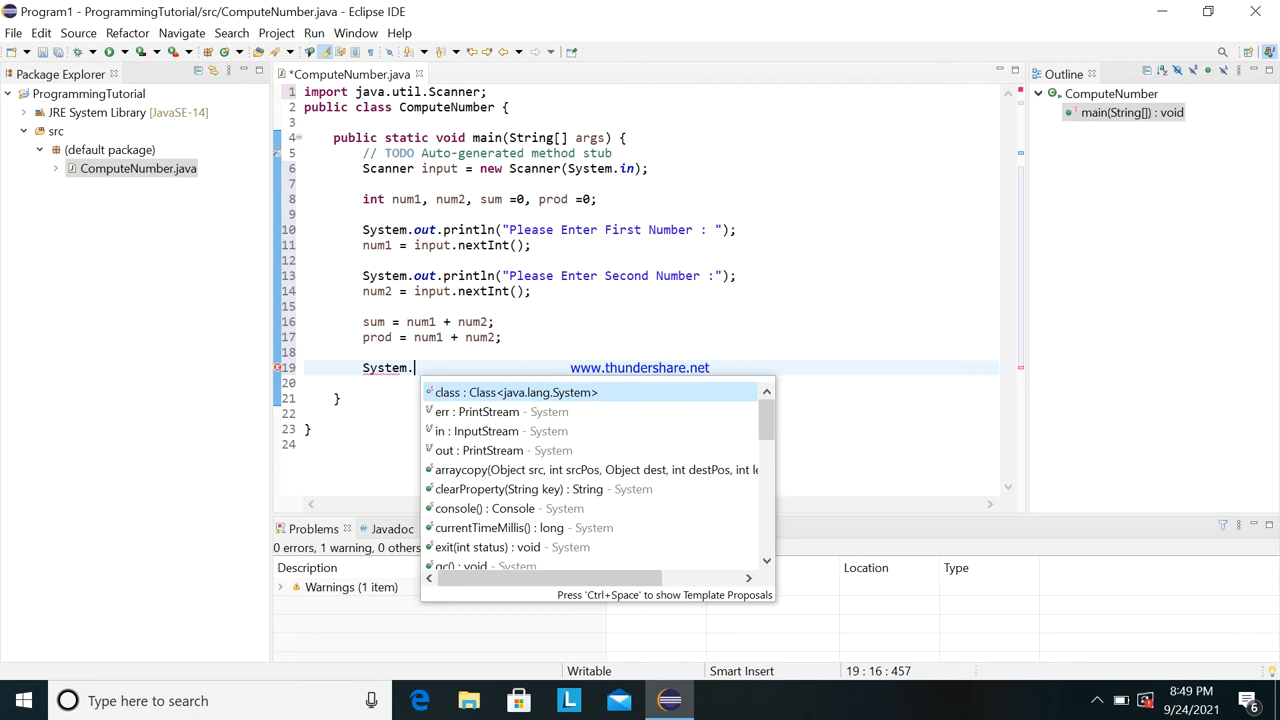 Program1 - ProgrammingTutorial/src/ComputeNumber.java - Eclipse IDE
File Edit Source Refactor Navigate Search Project Run Window Help
Package Explorer
ProgrammingTutorial
JRE System Library [JavaSE-14]
src
(default package)
ComputeNumber.java
*ComputeNumber.java
1 import java.util.Scanner;
2 public class ComputeNumber {
3
4 public static void main(String[] args) {
5 // TODO Auto-generated method stub
6 Scanner input = new Scanner(System.in);
7
8 int num1, num2, sum =0, prod =0;
9
10 System.out.println("Please Enter First Number : ");
11 num1 = input.nextInt();
12
13 System.out.println("Please Enter Second Number :");
14 num2 = input.nextInt();
15
16 sum = num1 + num2;
17 prod = num1 + num2;
18
19 System.
20
21 }
22
23 }
24
www.thundershare.net
class : Class<java.lang.System>
err : PrintStream - System
in : InputStream - System
out : PrintStream - System
arraycopy(Object src, int srcPos, Object dest, int destPos, int le
clearProperty(String key) : String - System
console() : Console - System
currentTimeMillis() : long - System
exit(int status) : void - System
gc() : void - System
Press 'Ctrl+Space' to show Template Proposals
Outline
ComputeNumber
main(String[]) : void
Problems Javadoc
0 errors, 1 warning, 0 others
Description Location Type
Warnings (1 item)
Writable Smart Insert 19 : 16 : 457
Type here to search
L
8:49 PM
9/24/2021
6